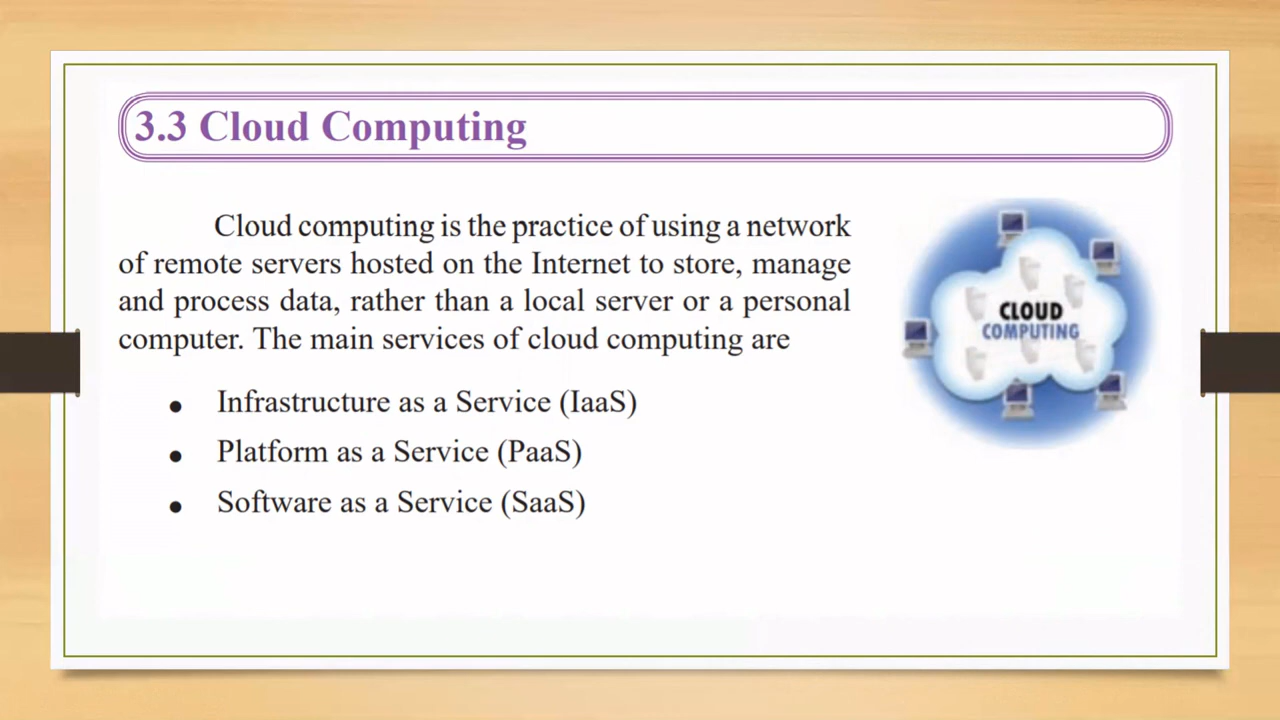 3.3 Cloud Computing
Cloud computing is the practice of using a network
of remote servers hosted on the Internet to store, manage
and process data, rather than a local server or a personal
computer. The main services of cloud computing are
• Infrastructure as a Service (IaaS)
• Platform as a Service (PaaS)
• Software as a Service (SaaS)
CLOUD
COMPUTING